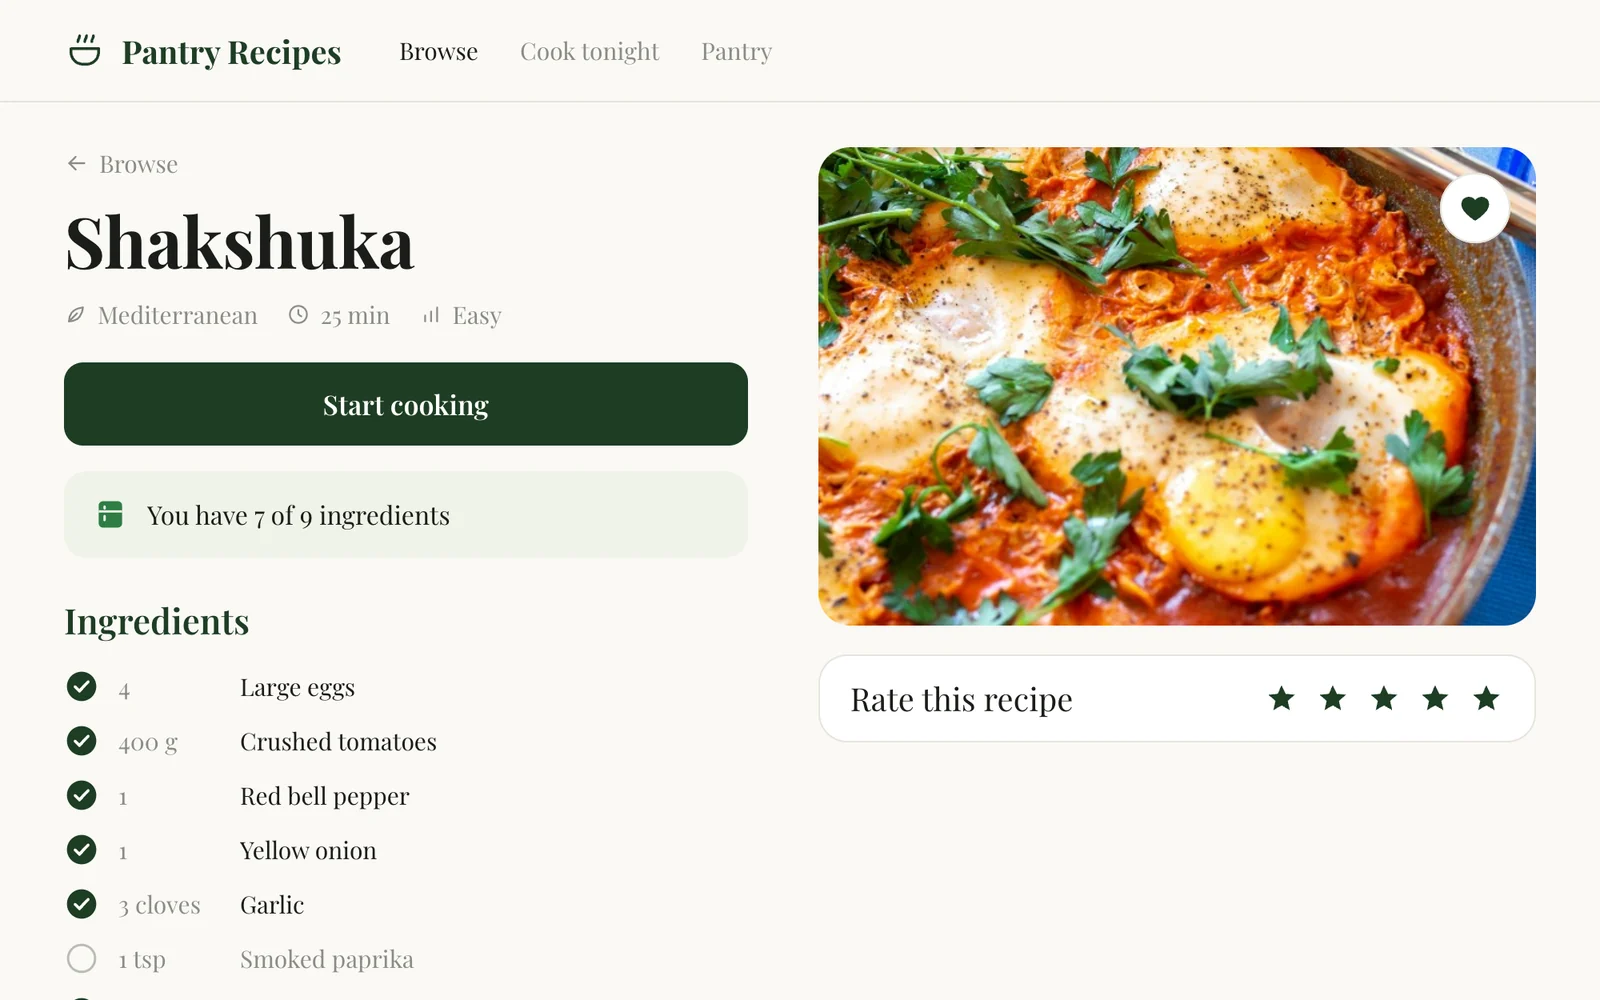 Pantry Recipes
Browse
Cook tonight
Pantry
Browse
Shakshuka
Mediterranean
25 min
Easy
Start cooking
You have 7 of 9 ingredients
Ingredients
4 Large eggs
400 g Crushed tomatoes
1 Red bell pepper
1 Yellow onion
3 cloves Garlic
1 tsp Smoked paprika
Rate this recipe